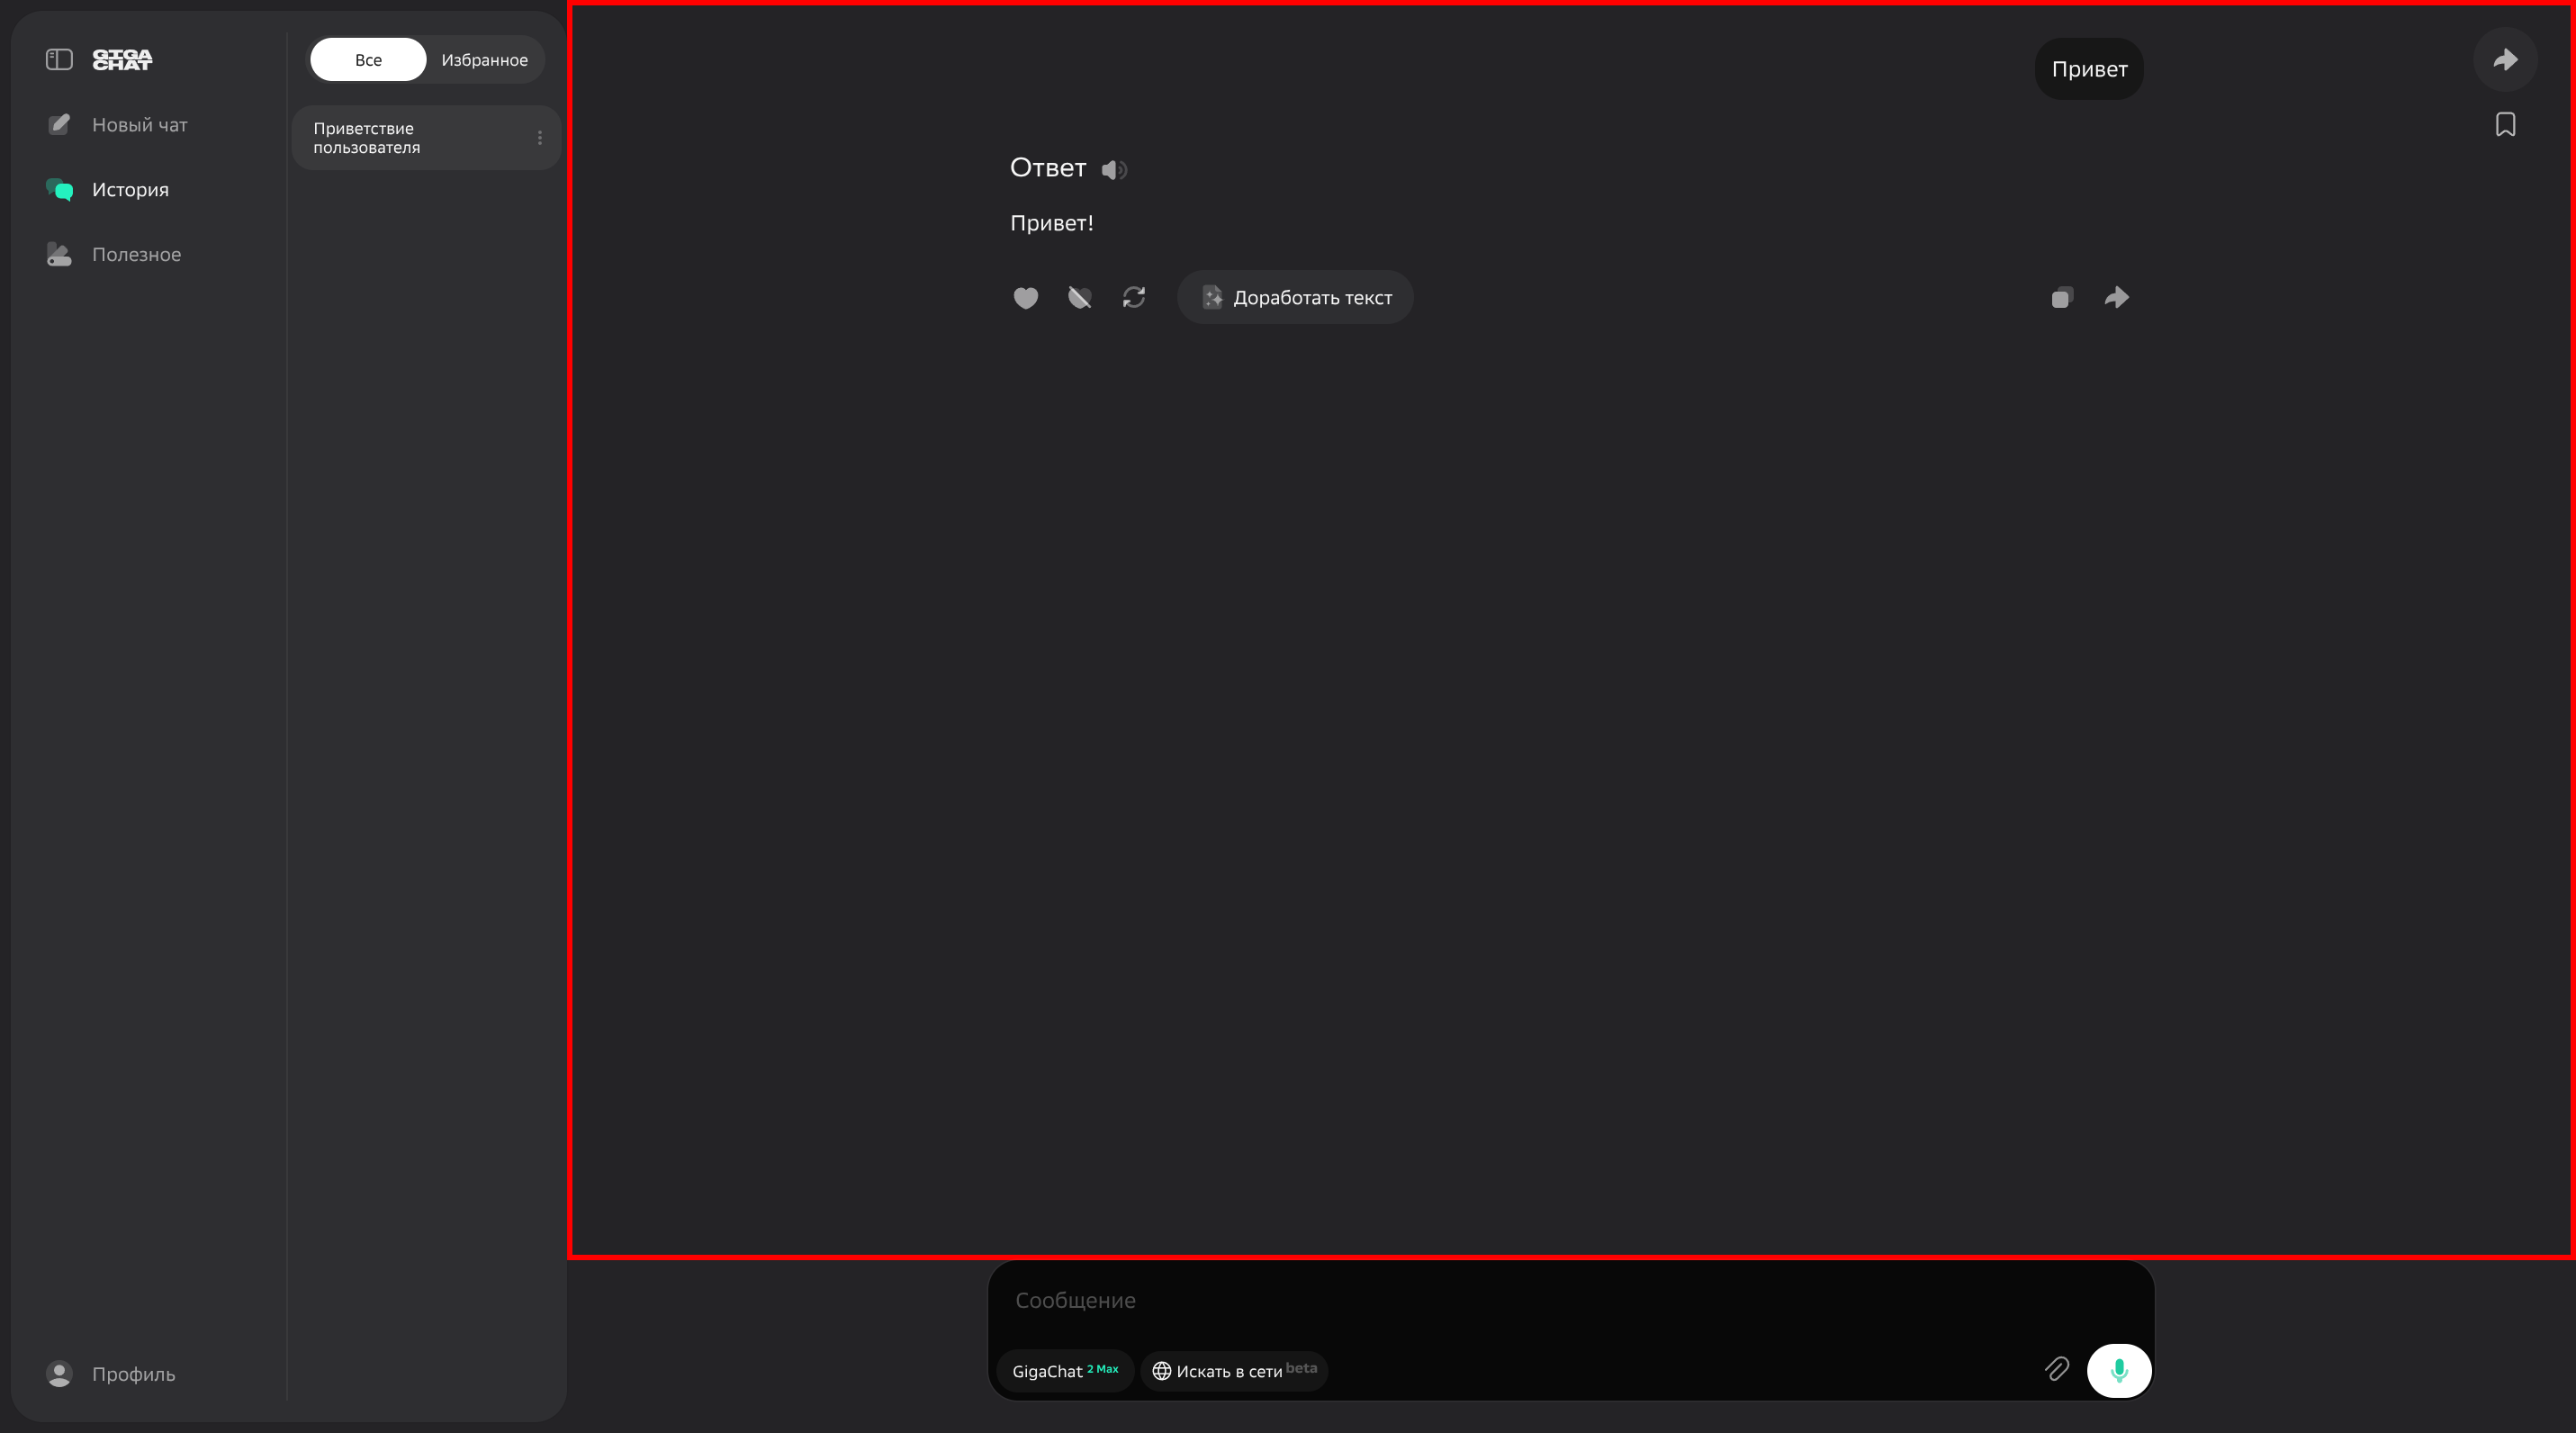 GIGA
CHAT
Новый чат
История
Полезное
Профиль
Все
Избранное
Приветствие
пользователя
Привет
Ответ
Привет!
Доработать текст
Сообщение
GigaChat 2 Max
Искать в сети beta